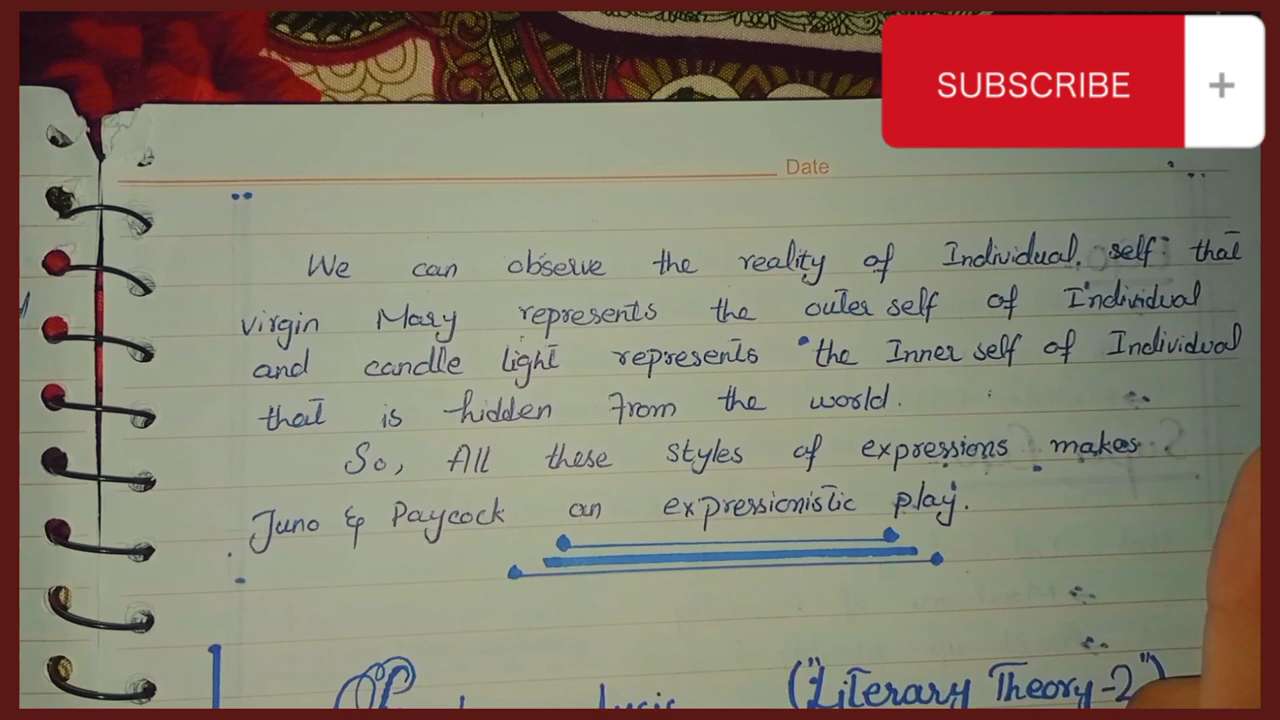 SUBSCRIBE +
Date
We can observe the reality of Individual self that
virgin Mary represents the outer self of Individual
and candle light represents the Inner self of Individual
that is hidden from the world.
So, All these styles of expressions makes
Juno & Paycock an expressionistic play.
("Literary Theory-2")